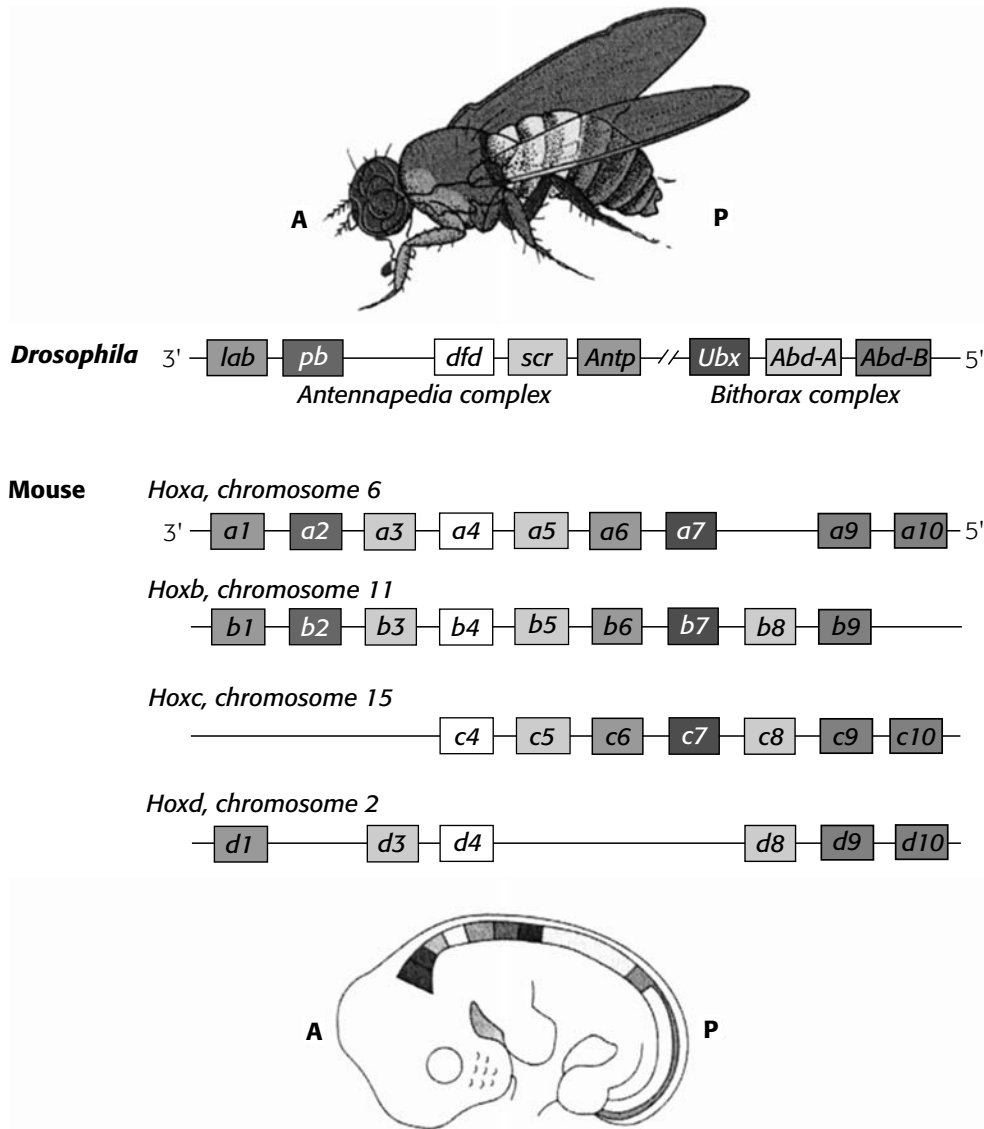 A P
Drosophila 3' lab pb dfd scr Antp // Ubx Abd-A Abd-B 5'
Antennapedia complex Bithorax complex
Mouse Hoxa, chromosome 6
3' a1 a2 a3 a4 a5 a6 a7 a9 a10 5'
Hoxb, chromosome 11
b1 b2 b3 b4 b5 b6 b7 b8 b9
Hoxc, chromosome 15
c4 c5 c6 c7 c8 c9 c10
Hoxd, chromosome 2
d1 d3 d4 d8 d9 d10
A P